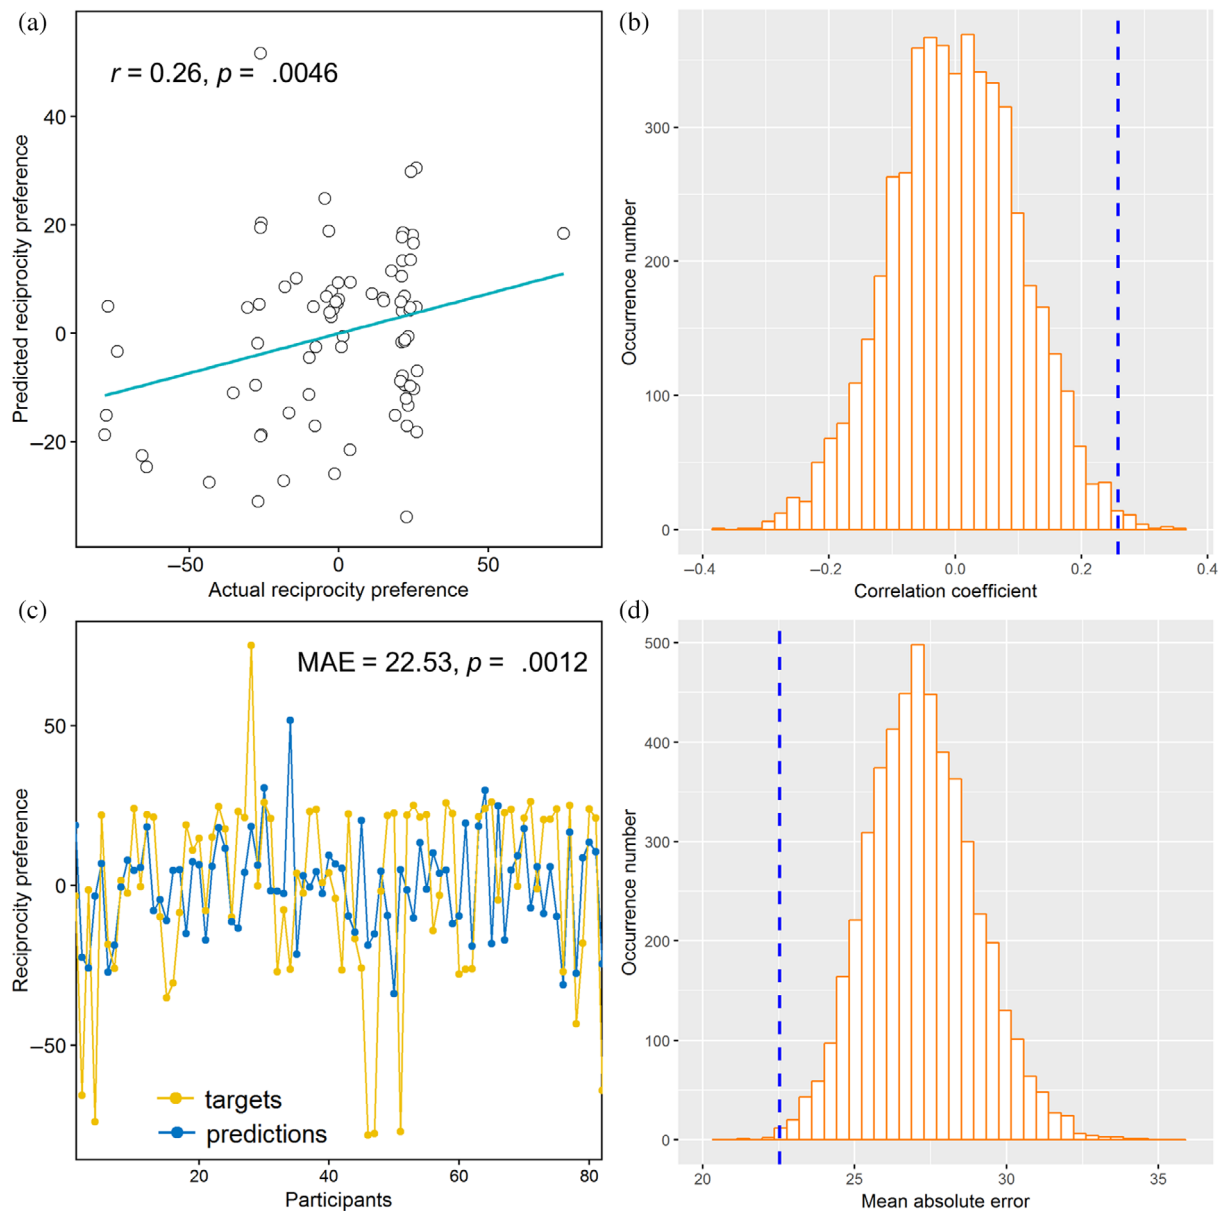 (a)
r = 0.26, p = .0046
40
20
0
−20
−50
0
50
Predicted reciprocity preference
Actual reciprocity preference
(b)
300
200
100
0
−0.4
−0.2
0.0
0.2
0.4
Occurrence number
Correlation coefficient
(c)
MAE = 22.53, p = .0012
50
0
−50
targets
predictions
20
40
60
80
Reciprocity preference
Participants
(d)
500
400
300
200
100
0
20
25
30
35
Occurrence number
Mean absolute error